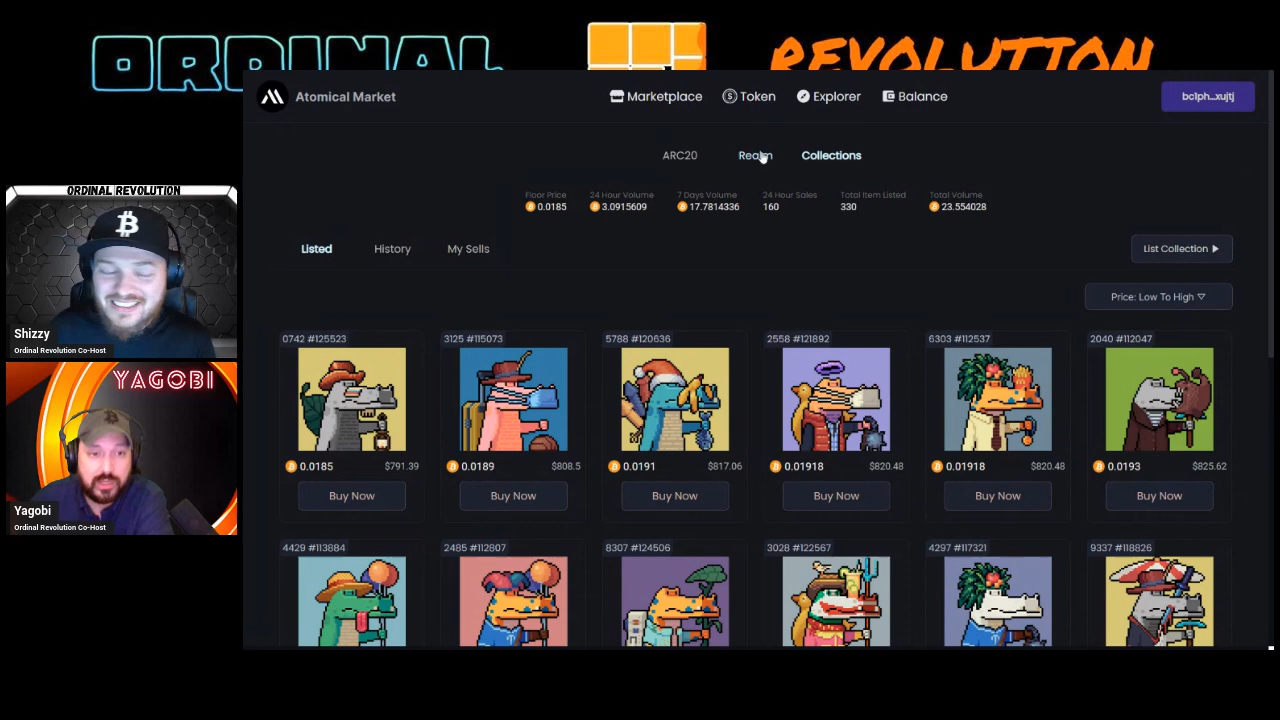 ORDINAL REVOLUTION
Atomical Market
Marketplace Token Explorer Balance
bc1ph...xujtj
ARC20 Realm Collections
Floor Price 24 Hour Volume 7 Days Volume 24 Hour Sales Total Item Listed Total Volume
0.0185 3.0915609 17.7814336 160 330 23.554028
Listed History My Sells
List Collection
Price: Low To High
0742 #125523 3125 #115073 5788 #120636 2558 #121892 6303 #112537 2040 #112047
0.0185 $791.39 0.0189 $808.5 0.0191 $817.06 0.01918 $820.48 0.01918 $820.48 0.0193 $825.62
Buy Now Buy Now Buy Now Buy Now Buy Now Buy Now
4429 #113884 2485 #112807 8307 #124506 3028 #122567 4297 #117321 9337 #118826
ORDINAL REVOLUTION
Shizzy
Ordinal Revolution Co-Host
YAGOBI
Yagobi
Ordinal Revolution Co-Host